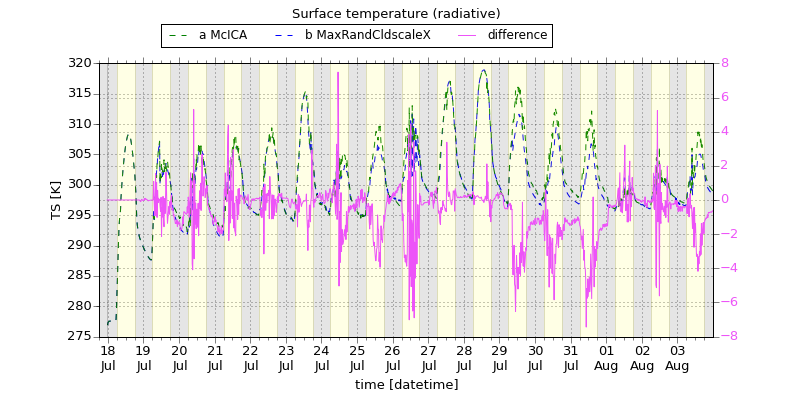 Surface temperature (radiative)
a McICA
b MaxRandCldscaleX
difference
320
315
310
305
300
295
290
285
280
275
8
6
4
2
0
−2
−4
−6
−8
TS [K]
18 19 20 21 22 23 24 25 26 27 28 29 30 31 01 02 03
Jul Jul Jul Jul Jul Jul Jul Jul Jul Jul Jul Jul Jul Jul Aug Aug Aug
time [datetime]